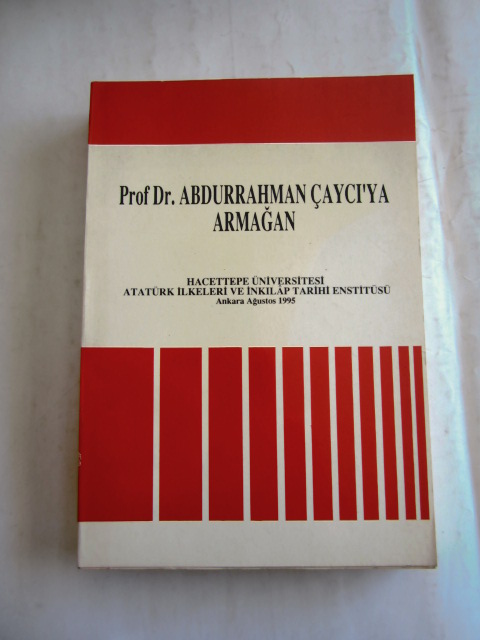 Prof Dr. ABDURRAHMAN ÇAYCI'YA
ARMAĞAN
HACETTEPE ÜNİVERSİTESİ
ATATÜRK İLKELERİ VE İNKILÂP TARİHİ ENSTİTÜSÜ
Ankara Ağustos 1995